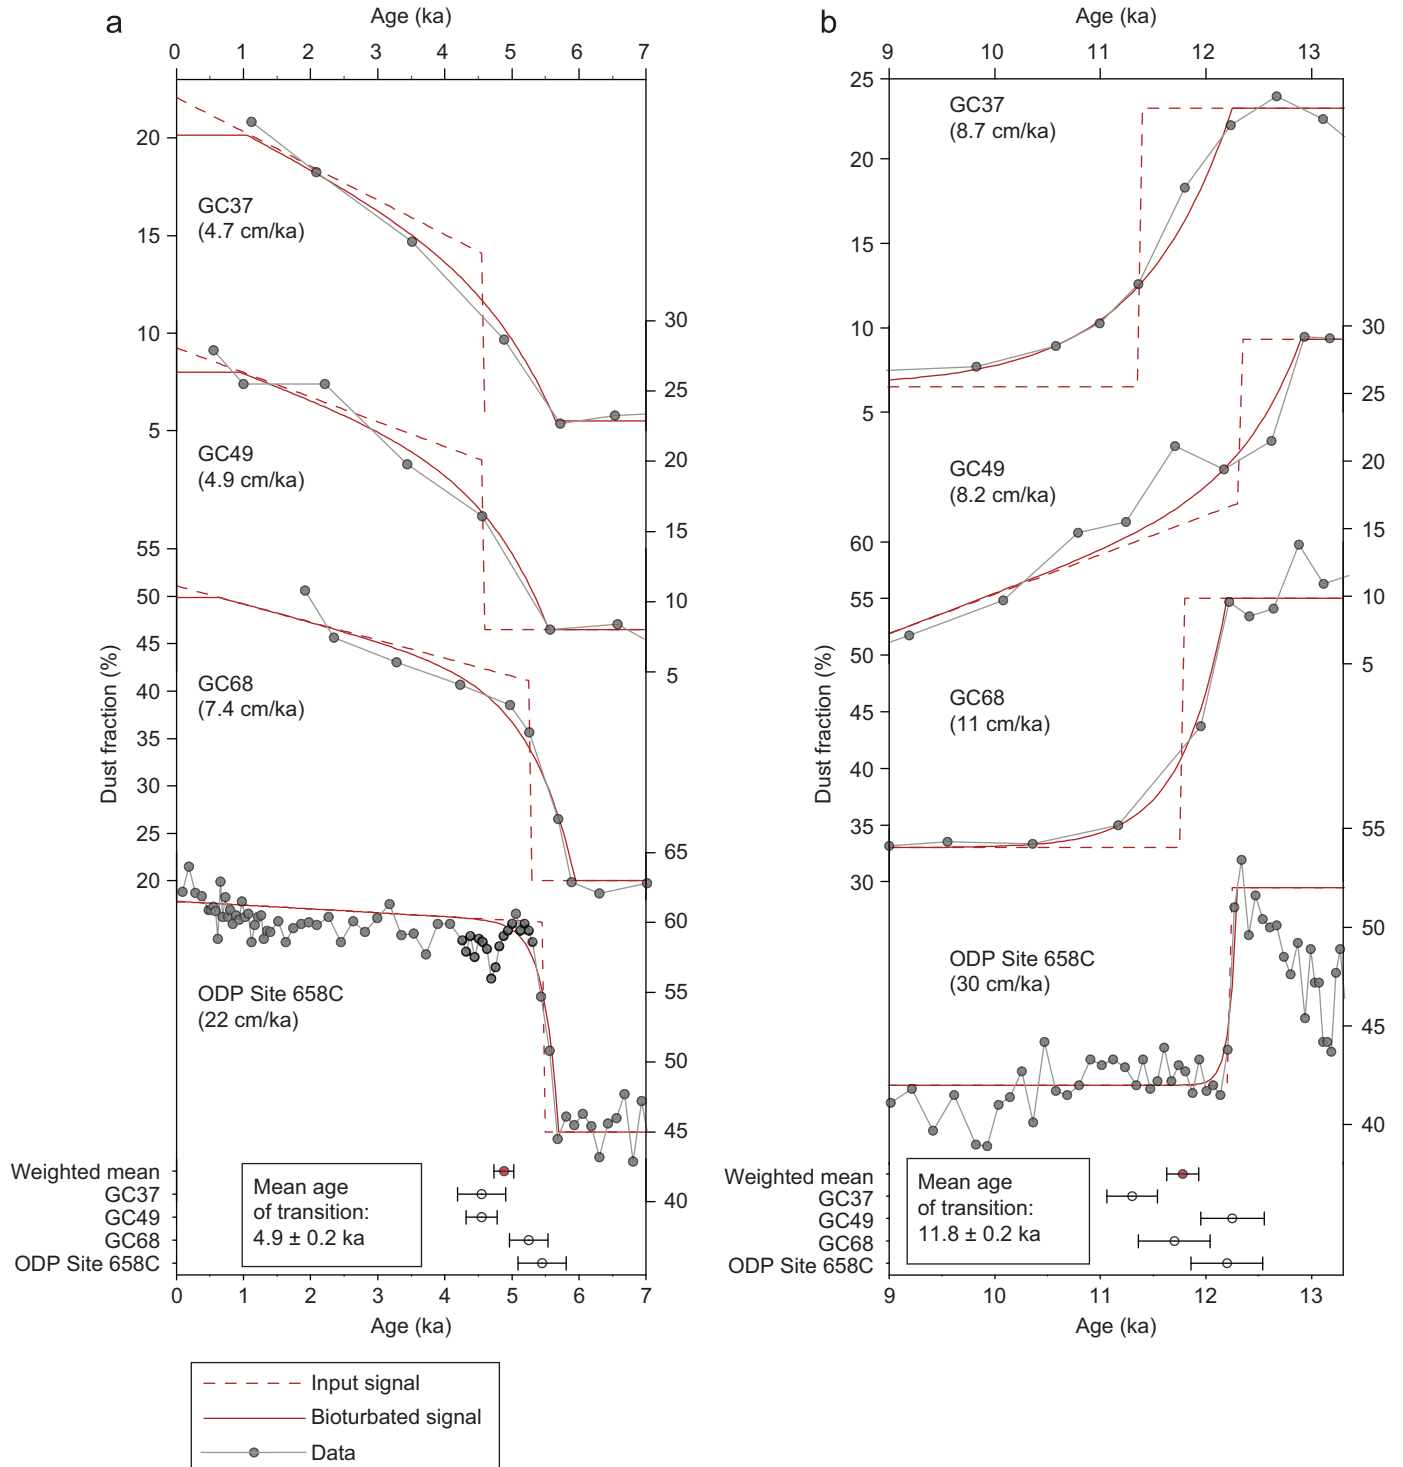 a
Age (ka)
0 1 2 3 4 5 6 7
20
15
10
5
GC37
(4.7 cm/ka)
30
25
20
15
10
5
GC49
(4.9 cm/ka)
55
50
45
40
35
30
25
20
Dust fraction (%)
GC68
(7.4 cm/ka)
65
60
55
50
45
40
ODP Site 658C
(22 cm/ka)
Weighted mean
GC37
GC49
GC68
ODP Site 658C
Mean age
of transition:
4.9 ± 0.2 ka
0 1 2 3 4 5 6 7
Age (ka)
b
Age (ka)
9 10 11 12 13
25
20
15
10
5
GC37
(8.7 cm/ka)
30
25
20
15
10
5
GC49
(8.2 cm/ka)
60
55
50
45
40
35
30
Dust fraction (%)
GC68
(11 cm/ka)
55
50
45
40
ODP Site 658C
(30 cm/ka)
Weighted mean
GC37
GC49
GC68
ODP Site 658C
Mean age
of transition:
11.8 ± 0.2 ka
9 10 11 12 13
Age (ka)
Input signal
Bioturbated signal
Data